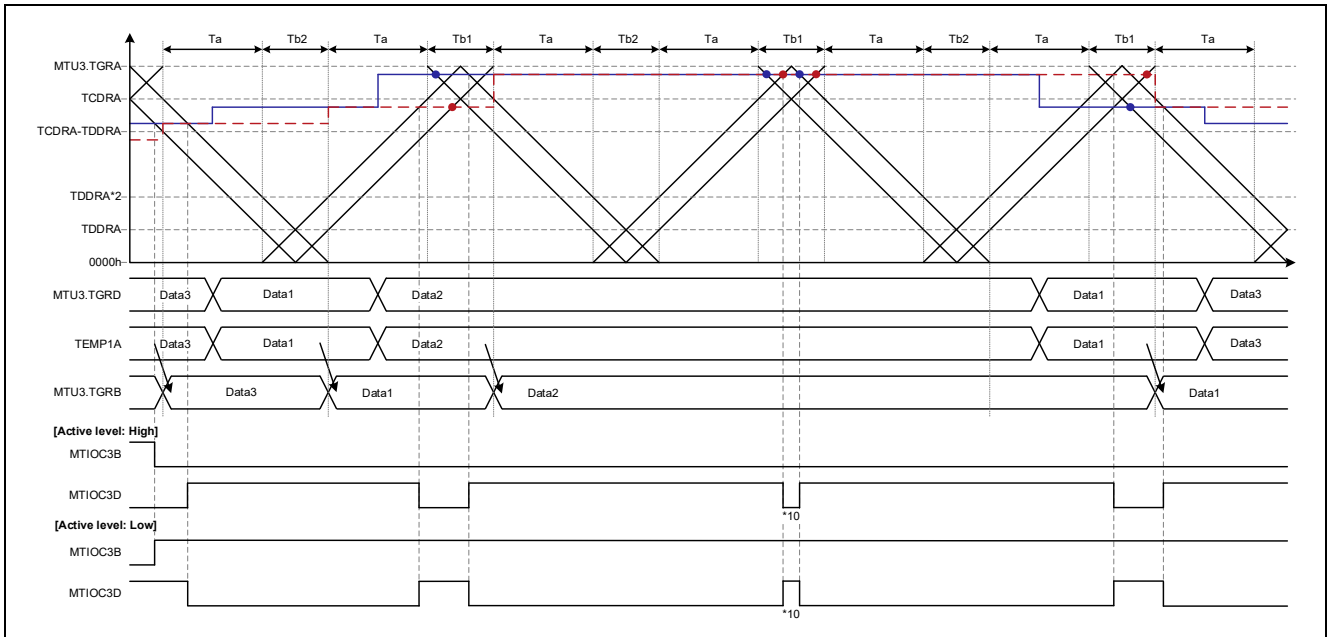 Ta Tb2 Ta Tb1 Ta Tb2 Ta Tb1 Ta Tb2 Ta Tb1 Ta
MTU3.TGRA
TCDRA
TCDRA-TDDRA
TDDRA*2
TDDRA
0000h
MTU3.TGRD Data3 Data1 Data2 Data1 Data3
TEMP1A Data3 Data1 Data2 Data1 Data3
MTU3.TGRB Data3 Data1 Data2 Data1
[Active level: High]
MTIOC3B
MTIOC3D
*10
[Active level: Low]
MTIOC3B
MTIOC3D
*10